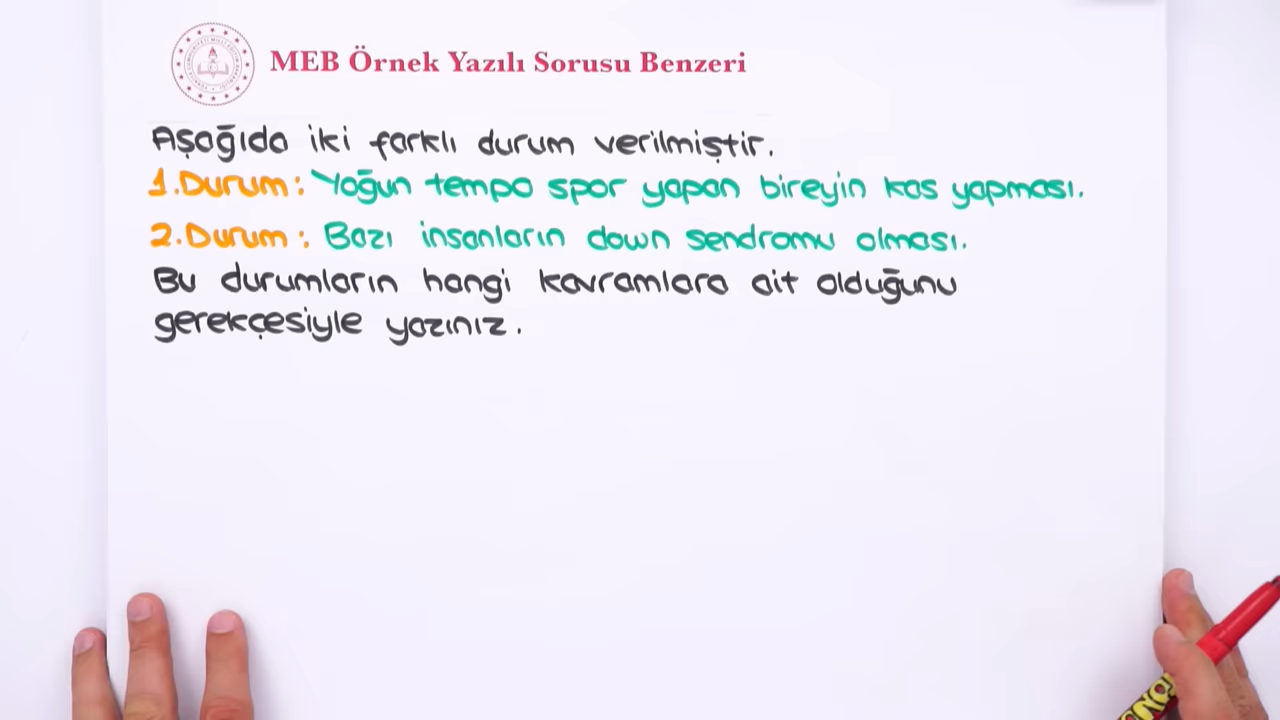 MEB Örnek Yazılı Sorusu Benzeri
Aşağıda iki farklı durum verilmiştir.
1.Durum: Yoğun tempo spor yapan bireyin kas yapması.
2.Durum: Bazı insanların down sendromu olması.
Bu durumların hangi kavramlara ait olduğunu
gerekçesiyle yazınız.